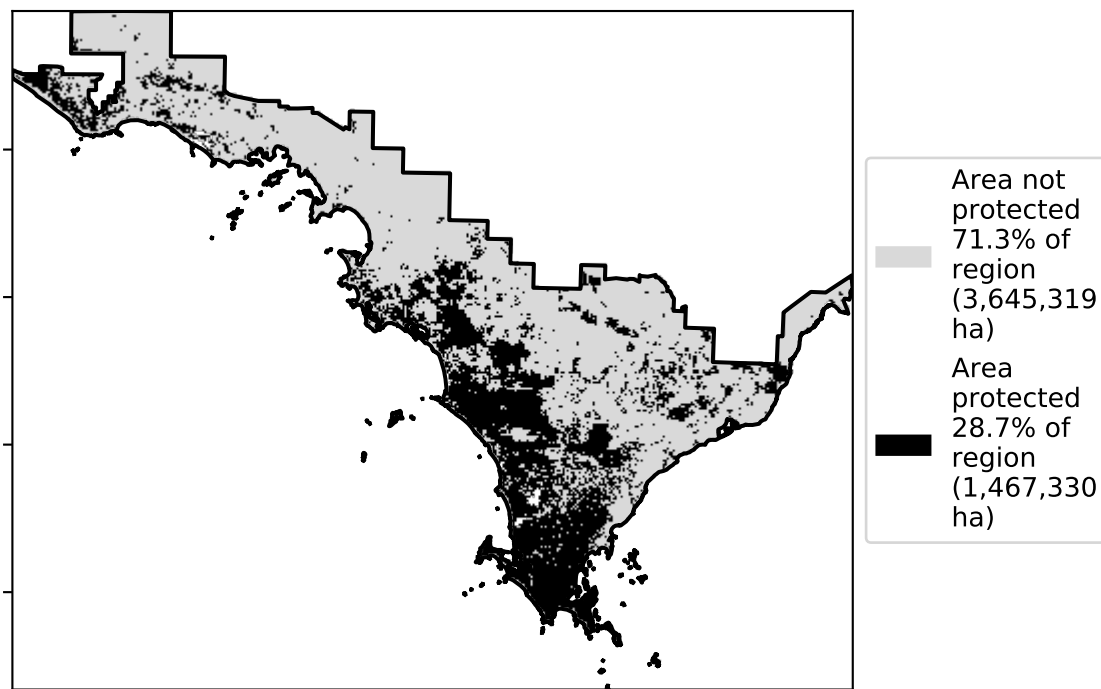 Area not
protected
71.3% of
region
(3,645,319
ha)
Area
protected
28.7% of
region
(1,467,330
ha)